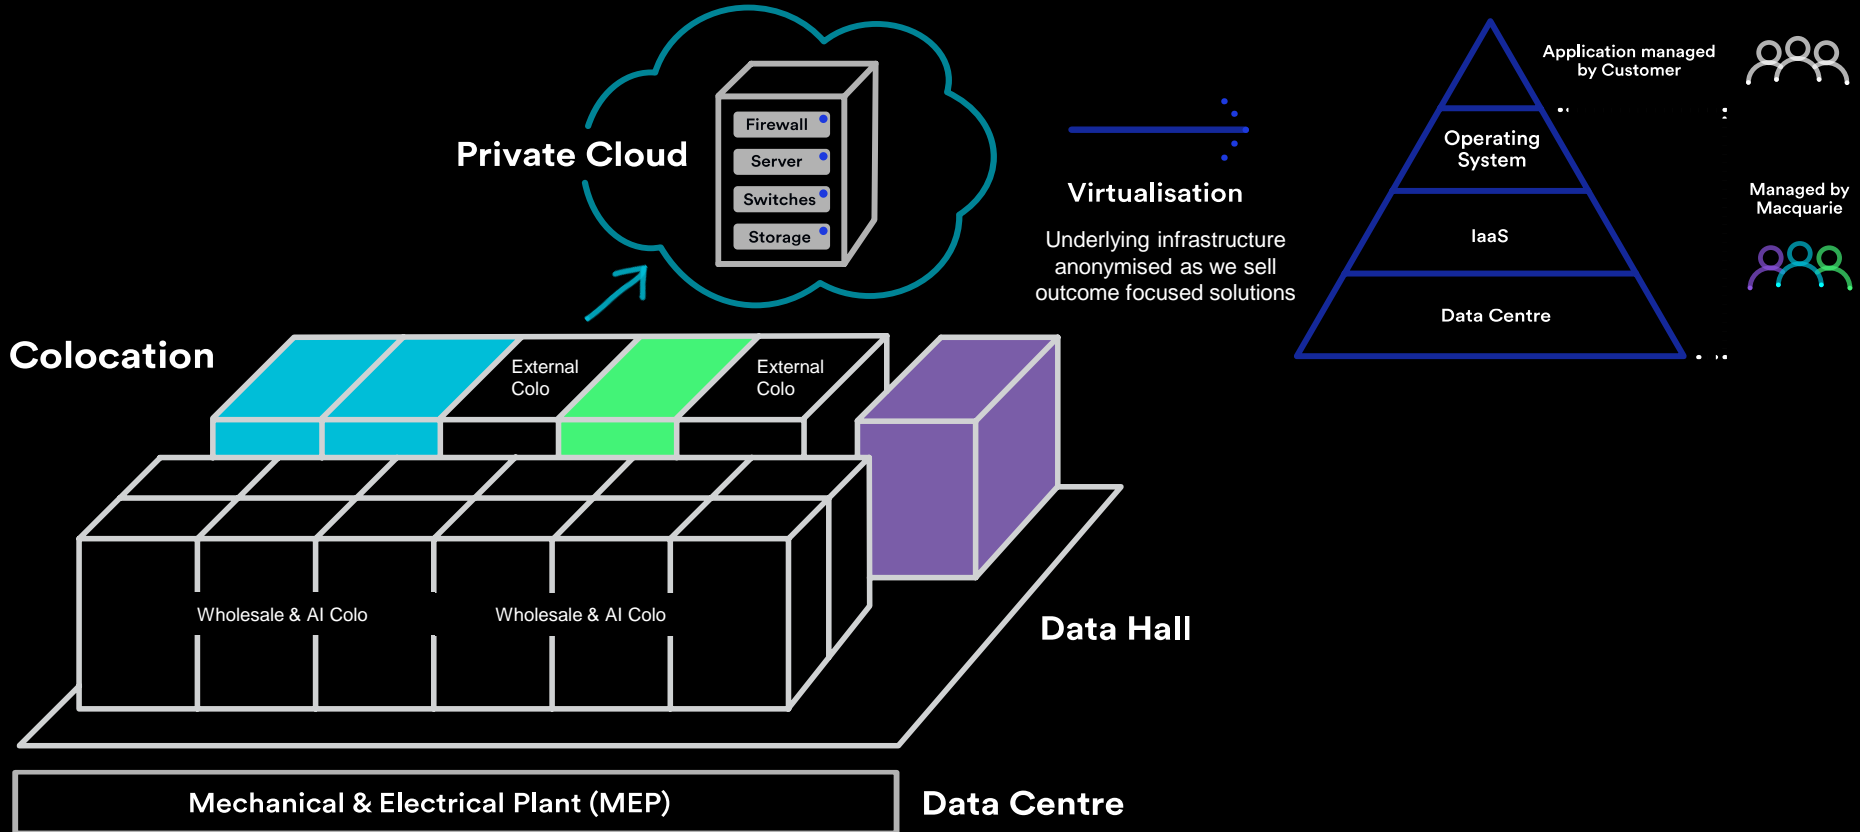 Private Cloud
Firewall
Server
Switches
Storage
Virtualisation
Underlying infrastructure
anonymised as we sell
outcome focused solutions
Application managed
by Customer
Operating
System
IaaS
Data Centre
Managed by
Macquarie
Colocation
External
Colo
External
Colo
Wholesale & AI Colo
Wholesale & AI Colo
Data Hall
Mechanical & Electrical Plant (MEP)
Data Centre